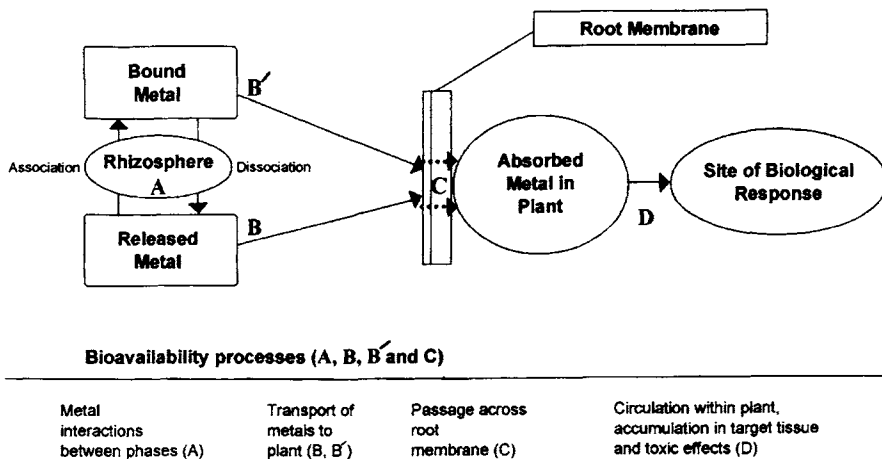 Root Membrane
Bound
Metal
B′
Association
Rhizosphere
A
Dissociation
Released
Metal
B
C
Absorbed
Metal in
Plant
D
Site of Biological
Response
Bioavailability processes (A, B, B′ and C)
Metal
interactions
between phases (A)
Transport of
metals to
plant (B, B′)
Passage across
root
membrane (C)
Circulation within plant,
accumulation in target tissue
and toxic effects (D)